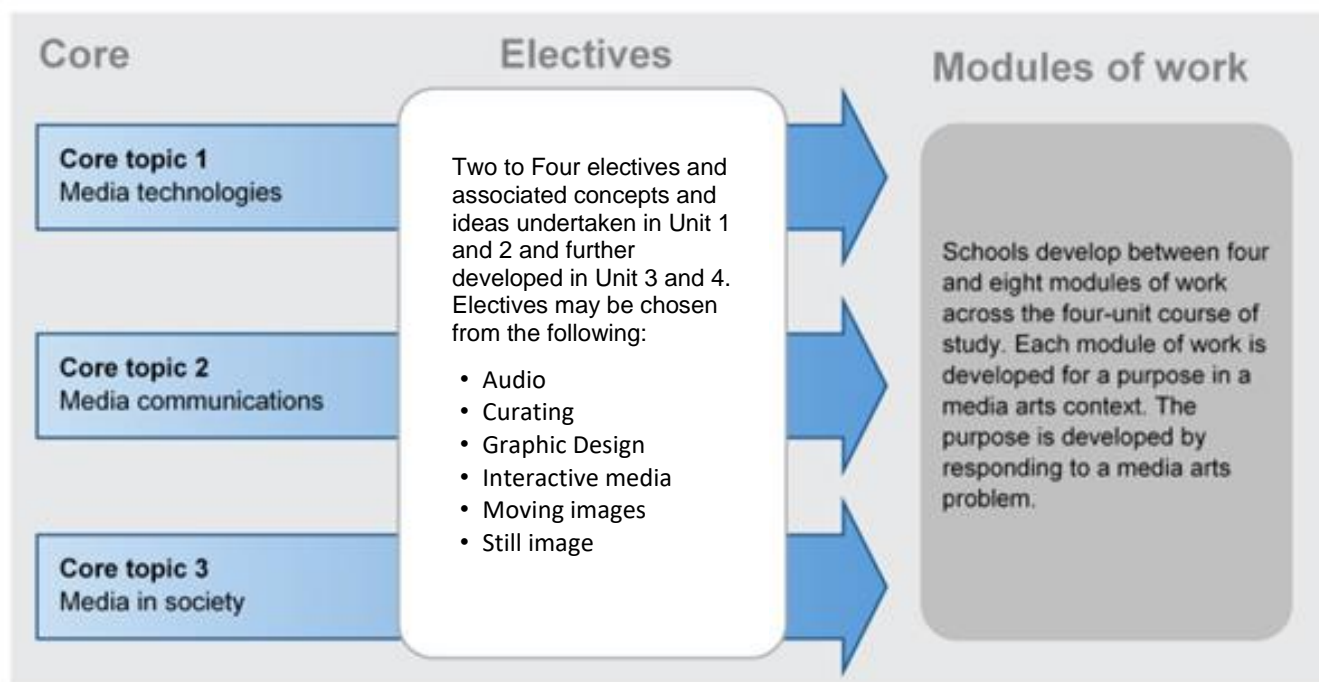 Core
Core topic 1
Media technologies
Core topic 2
Media communications
Core topic 3
Media in society
Electives
Two to Four electives and
associated concepts and
ideas undertaken in Unit 1
and 2 and further
developed in Unit 3 and 4.
Electives may be chosen
from the following:
• Audio
• Curating
• Graphic Design
• Interactive media
• Moving images
• Still image
Modules of work
Schools develop between four
and eight modules of work
across the four-unit course of
study. Each module of work is
developed for a purpose in a
media arts context. The
purpose is developed by
responding to a media arts
problem.